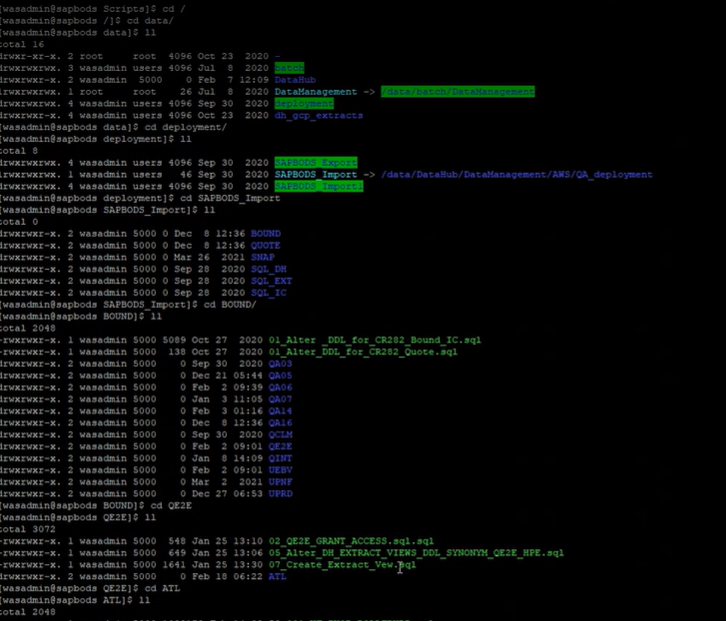 [wasadmin@sapbods Scripts]$ cd /
[wasadmin@sapbods /]$ cd data/
[wasadmin@sapbods data]$ ll
total 16
drwxr-xr-x. 2 root     root  4096 Oct 23  2020 ~
drwxrwxrwx. 3 wasadmin users 4096 Jul  8  2020 batch
drwxrwxr-x. 2 wasadmin  5000    0 Feb  7 12:09 DataHub
lrwxrwxrwx. 1 root     root    26 Jul  8  2020 DataManagement -> /data/batch/DataManagement
drwxrwxrwx. 4 wasadmin users 4096 Sep 30  2020 deployment
drwxrwxr-x. 4 wasadmin users 4096 Oct 23  2020 dh_gcp_extracts
[wasadmin@sapbods data]$ cd deployment/
[wasadmin@sapbods deployment]$ ll
total 8
drwxrwxrwx. 4 wasadmin users 4096 Sep 30  2020 SAPBODS_Export
lrwxrwxrwx. 1 wasadmin users   46 Sep 30  2020 SAPBODS_Import -> /data/DataHub/DataManagement/AWS/QA_deployment
drwxrwxrwx. 4 wasadmin users 4096 Sep 30  2020 SAPBODS_Import1
[wasadmin@sapbods deployment]$ cd SAPBODS_Import
[wasadmin@sapbods SAPBODS_Import]$ ll
total 0
drwxrwxr-x. 2 wasadmin 5000 0 Dec  8 12:36 BOUND
drwxrwxr-x. 2 wasadmin 5000 0 Dec  8 12:36 QUOTE
drwxrwxr-x. 2 wasadmin 5000 0 Mar 26  2021 SNAP
drwxrwxr-x. 2 wasadmin 5000 0 Sep 28  2020 SQL_DH
drwxrwxr-x. 2 wasadmin 5000 0 Sep 28  2020 SQL_EXT
drwxrwxr-x. 2 wasadmin 5000 0 Sep 28  2020 SQL_IC
[wasadmin@sapbods SAPBODS_Import]$ cd BOUND/
[wasadmin@sapbods BOUND]$ ll
total 2048
-rwxrwxr-x. 1 wasadmin 5000 5089 Oct 27  2020 01_Alter _DDL_for_CR282_Bound_IC.sql
-rwxrwxr-x. 1 wasadmin 5000  138 Oct 27  2020 01_Alter_DDL_for_CR282_Quote.sql
drwxrwxr-x. 2 wasadmin 5000    0 Sep 30  2020 QA03
drwxrwxr-x. 2 wasadmin 5000    0 Dec 21 05:44 QA05
drwxrwxr-x. 2 wasadmin 5000    0 Feb  2 09:39 QA06
drwxrwxr-x. 2 wasadmin 5000    0 Jan  3 11:05 QA07
drwxrwxr-x. 2 wasadmin 5000    0 Feb  3 01:16 QA14
drwxrwxr-x. 2 wasadmin 5000    0 Dec  8 12:36 QA16
drwxrwxr-x. 2 wasadmin 5000    0 Sep 30  2020 QCLM
drwxrwxr-x. 2 wasadmin 5000    0 Feb  2 09:01 QE2E
drwxrwxr-x. 2 wasadmin 5000    0 Jan  8 14:09 QINT
drwxrwxr-x. 2 wasadmin 5000    0 Feb  2 09:01 UEBV
drwxrwxr-x. 2 wasadmin 5000    0 Mar  2  2021 UPNF
drwxrwxr-x. 2 wasadmin 5000    0 Dec 27 06:53 UPRD
[wasadmin@sapbods BOUND]$ cd QE2E
[wasadmin@sapbods QE2E]$ ll
total 3072
-rwxrwxr-x. 1 wasadmin 5000  548 Jan 25 13:10 02_QE2E_GRANT_ACCESS.sql.sql
-rwxrwxr-x. 1 wasadmin 5000  649 Jan 25 13:06 05_Alter_DH_EXTRACT_VIEWS_DDL_SYNONYM_QE2E_HPE.sql
-rwxrwxr-x. 1 wasadmin 5000 1641 Jan 25 13:30 07_Create_Extract_Vew.sql
drwxrwxr-x. 2 wasadmin 5000    0 Feb 18 06:22 ATL
[wasadmin@sapbods QE2E]$ cd ATL
[wasadmin@sapbods ATL]$ ll
total 2048